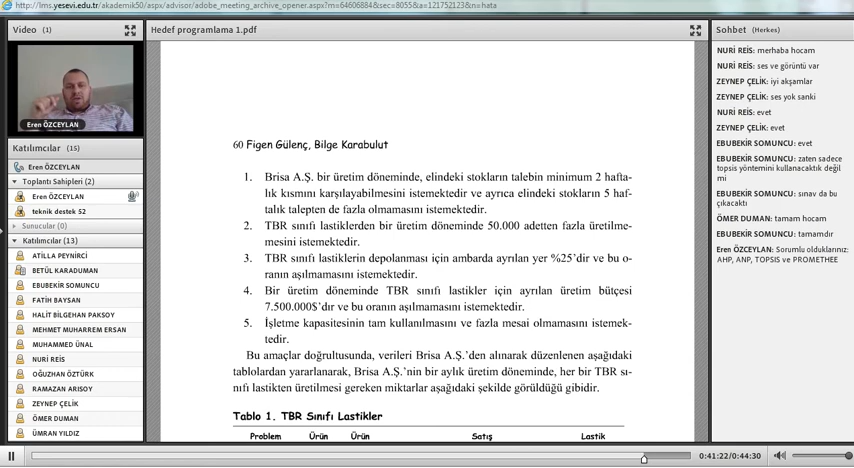 http://lms.yesevi.edu.tr/akademik50/aspx/advisor/adobe_meeting_archive_opener.aspx?m=64606884&sec=8055&a=121752123&n=hata
Video (1)
Eren ÖZCEYLAN
Katılımcılar (15)
Eren ÖZCEYLAN
Toplantı Sahipleri (2)
Eren ÖZCEYLAN
teknik destek 52
Sunucular (0)
Katılımcılar (13)
ATİLLA PEYNİRCİ
BETÜL KARADUMAN
EBUBEKİR SOMUNCU
FATİH BAYSAN
HALİT BİLGEHAN PAKSOY
MEHMET MUHARREM ERSAN
MUHAMMED ÜNAL
NURİ REİS
OĞUZHAN ÖZTÜRK
RAMAZAN ARISOY
ZEYNEP ÇELİK
ÖMER DUMAN
ÜMRAN YILDIZ
Hedef programlama 1.pdf
60 Figen Gülenç, Bilge Karabulut
1. Brisa A.Ş. bir üretim döneminde, elindeki stokların talebin minimum 2 hafta-
lık kısmını karşılayabilmesini istemektedir ve ayrıca elindeki stokların 5 haf-
talık talepten de fazla olmamasını istemektedir.
2. TBR sınıfı lastiklerden bir üretim döneminde 50.000 adetten fazla üretilme-
mesini istemektedir.
3. TBR sınıfı lastiklerin depolanması için ambarda ayrılan yer %25'dir ve bu o-
ranın aşılmamasını istemektedir.
4. Bir üretim döneminde TBR sınıfı lastikler için ayrılan üretim bütçesi
7.500.000$'dır ve bu oranın aşılmamasını istemektedir.
5. İşletme kapasitesinin tam kullanılmasını ve fazla mesai olmamasını istemek-
tedir.
Bu amaçlar doğrultusunda, verileri Brisa A.Ş.'den alınarak düzenlenen aşağıdaki
tablolardan yararlanarak, Brisa A.Ş.'nin bir aylık üretim döneminde, her bir TBR sı-
nıfı lastikten üretilmesi gereken miktarlar aşağıdaki şekilde görüldüğü gibidir.
Tablo 1. TBR Sınıfı Lastikler
Problem Ürün Ürün Satış Lastik
Sohbet (Herkes)
NURİ REİS: merhaba hocam
NURİ REİS: ses ve görüntü var
ZEYNEP ÇELİK: iyi akşamlar
ZEYNEP ÇELİK: ses yok sanki
NURİ REİS: evet
ZEYNEP ÇELİK: evet
EBUBEKİR SOMUNCU: evet
EBUBEKİR SOMUNCU: zaten sadece
topsis yöntemini kullanacaktık değil
mi
EBUBEKİR SOMUNCU: sınav da bu
çıkacaktı
ÖMER DUMAN: tamam hocam
EBUBEKİR SOMUNCU: tamamdır
Eren ÖZCEYLAN: Sorumlu olduklarınız:
AHP, ANP, TOPSIS ve PROMETHEE
0:41:22/0:44:30